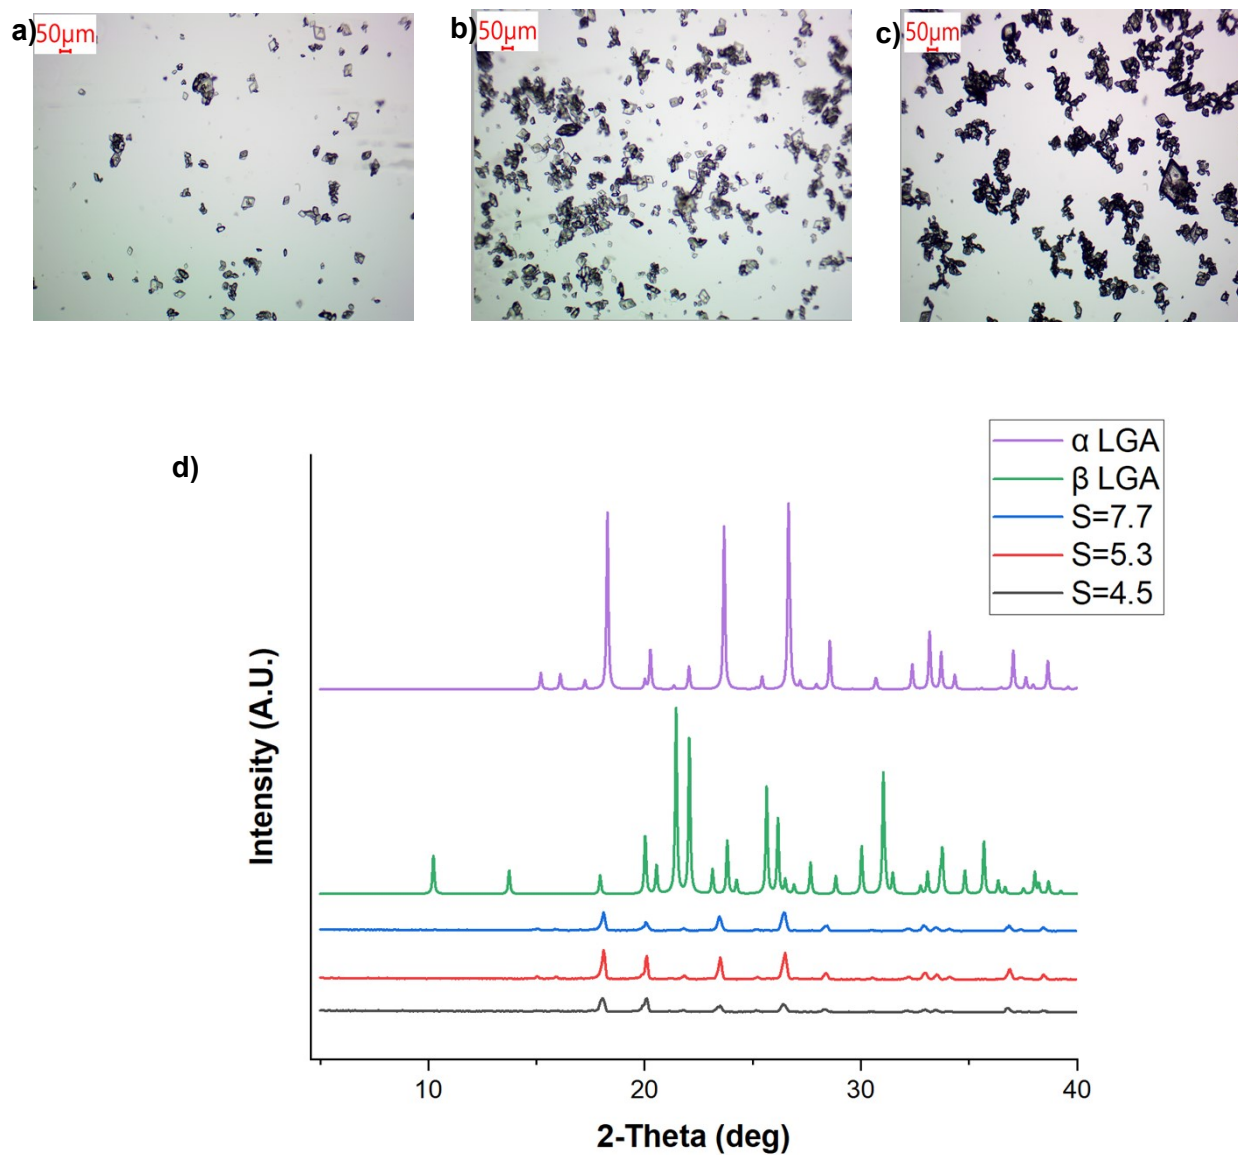 a) 50µm
b) 50µm
c) 50µm
d)
α LGA
β LGA
S=7.7
S=5.3
S=4.5
Intensity (A.U.)
10 20 30 40
2-Theta (deg)